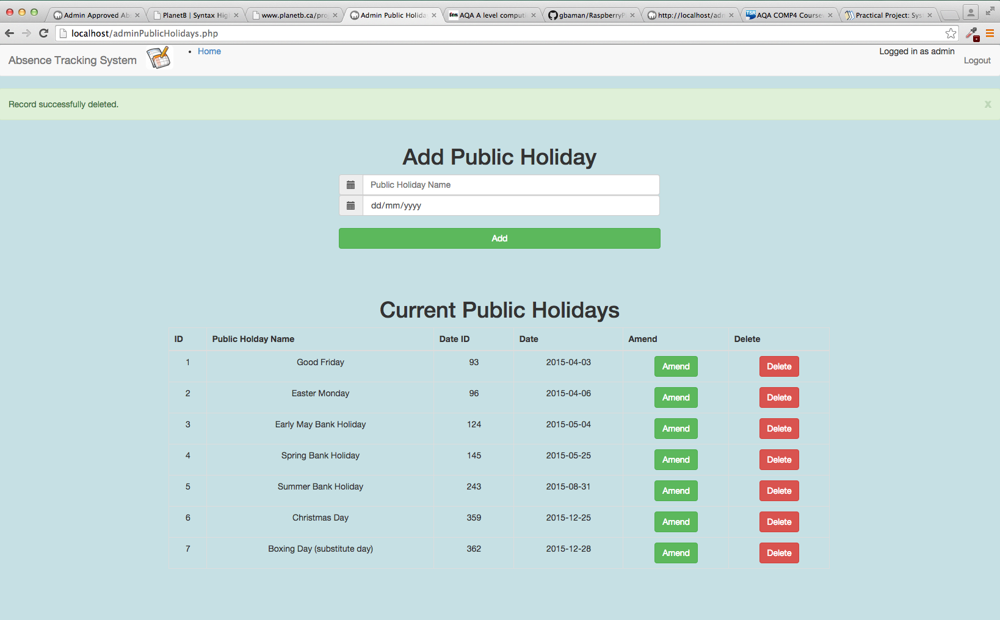 Admin Approved Ab
PlanetB | Syntax Hig
www.planetb.ca/pro
Admin Public Holida
tes AQA A level comput
gbaman/RaspberryP
http://localhost/adm
TSR AQA COMP4 Course
Practical Project: Sys
localhost/adminPublicHolidays.php
Absence Tracking System
Home
Logged in as admin
Logout
Record successfully deleted.
x
Add Public Holiday
Public Holiday Name
dd/mm/yyyy
Add
Current Public Holidays
ID Public Holday Name Date ID Date Amend Delete
1 Good Friday 93 2015-04-03 Amend Delete
2 Easter Monday 96 2015-04-06 Amend Delete
3 Early May Bank Holiday 124 2015-05-04 Amend Delete
4 Spring Bank Holiday 145 2015-05-25 Amend Delete
5 Summer Bank Holiday 243 2015-08-31 Amend Delete
6 Christmas Day 359 2015-12-25 Amend Delete
7 Boxing Day (substitute day) 362 2015-12-28 Amend Delete